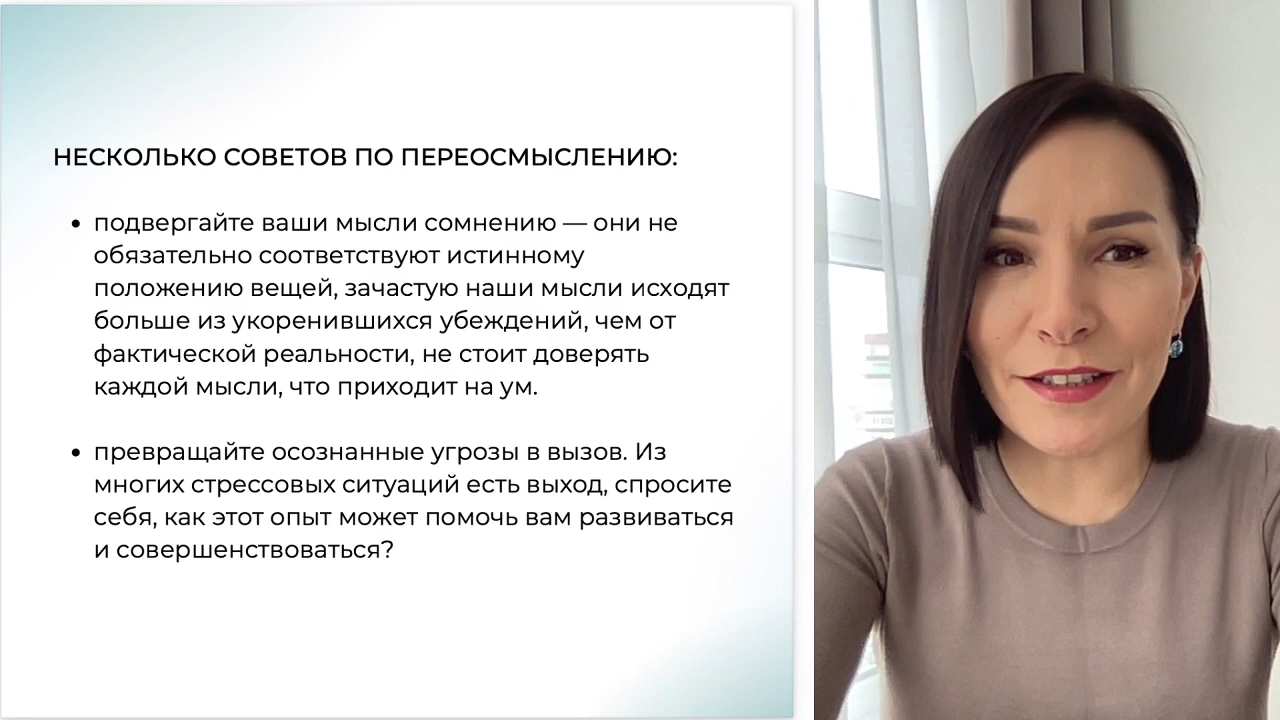 НЕСКОЛЬКО СОВЕТОВ ПО ПЕРЕОСМЫСЛЕНИЮ:
• подвергайте ваши мысли сомнению — они не
обязательно соответствуют истинному
положению вещей, зачастую наши мысли исходят
больше из укоренившихся убеждений, чем от
фактической реальности, не стоит доверять
каждой мысли, что приходит на ум.
• превращайте осознанные угрозы в вызов. Из
многих стрессовых ситуаций есть выход, спросите
себя, как этот опыт может помочь вам развиваться
и совершенствоваться?